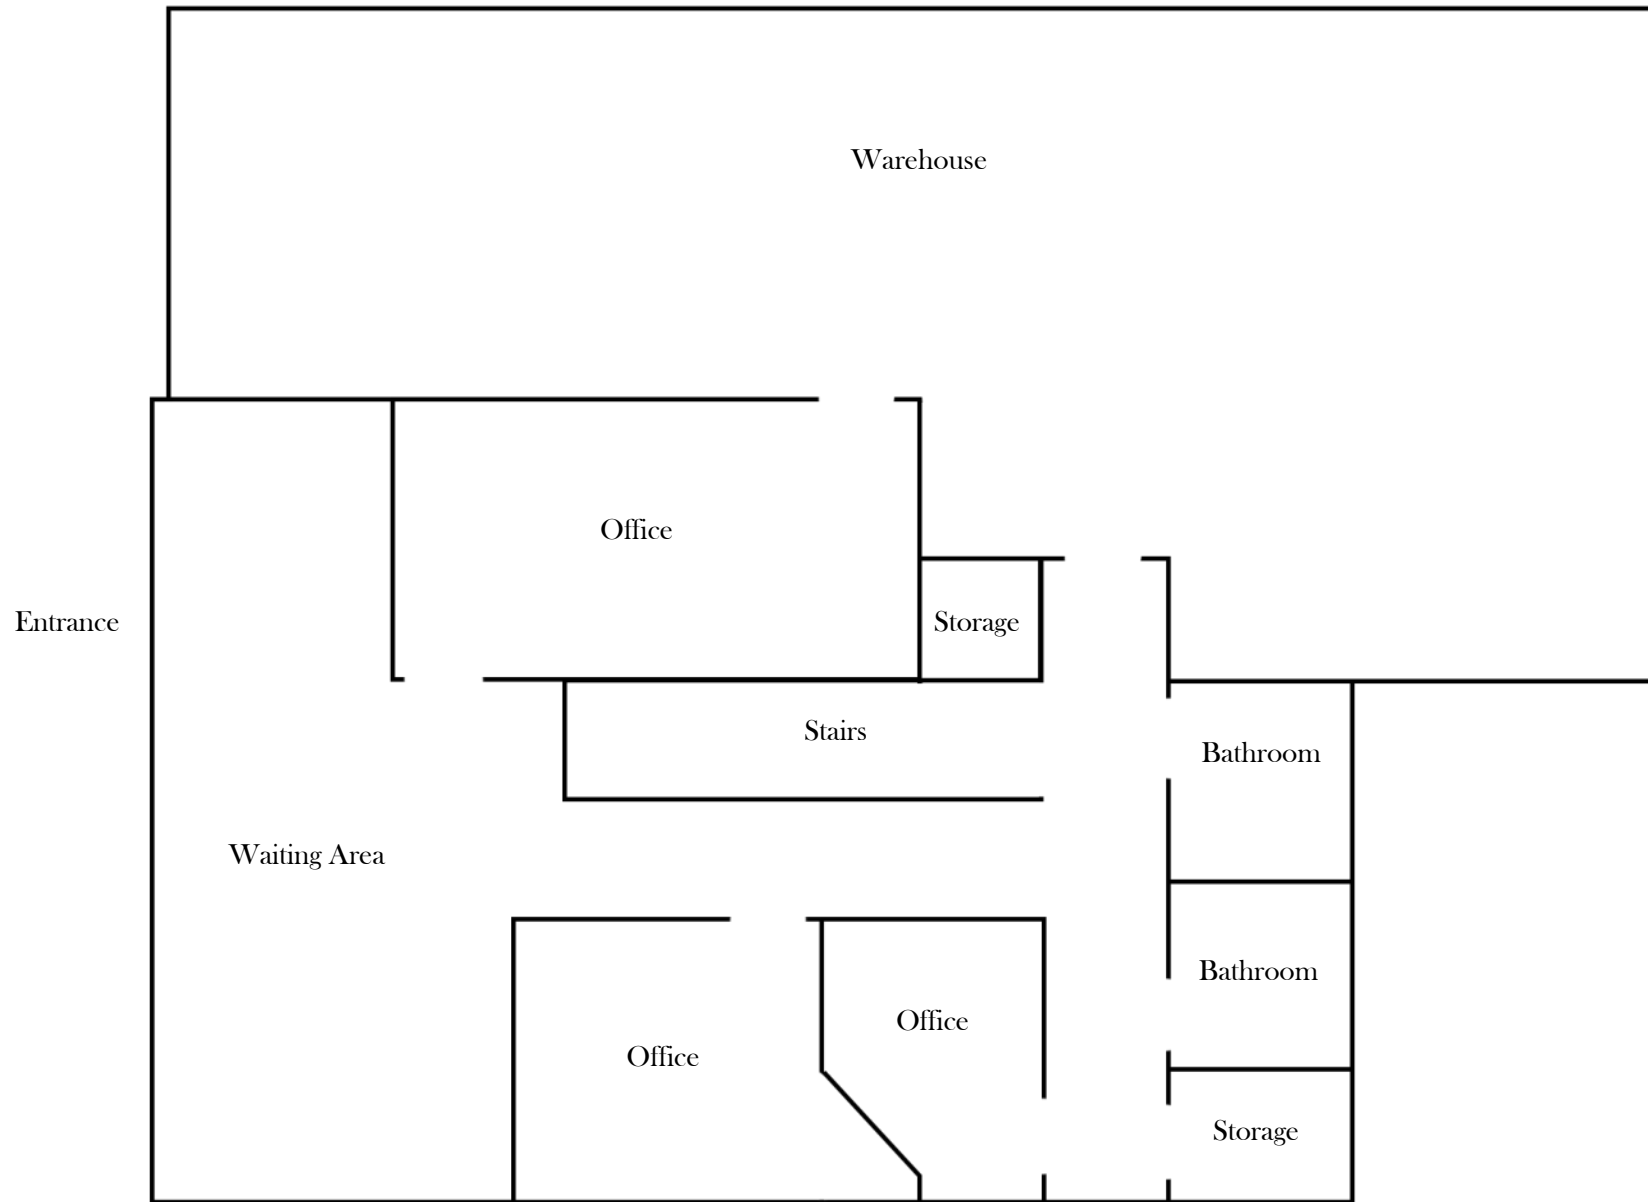 Warehouse
Office
Entrance
Storage
Stairs
Bathroom
Waiting Area
Bathroom
Office
Office
Storage